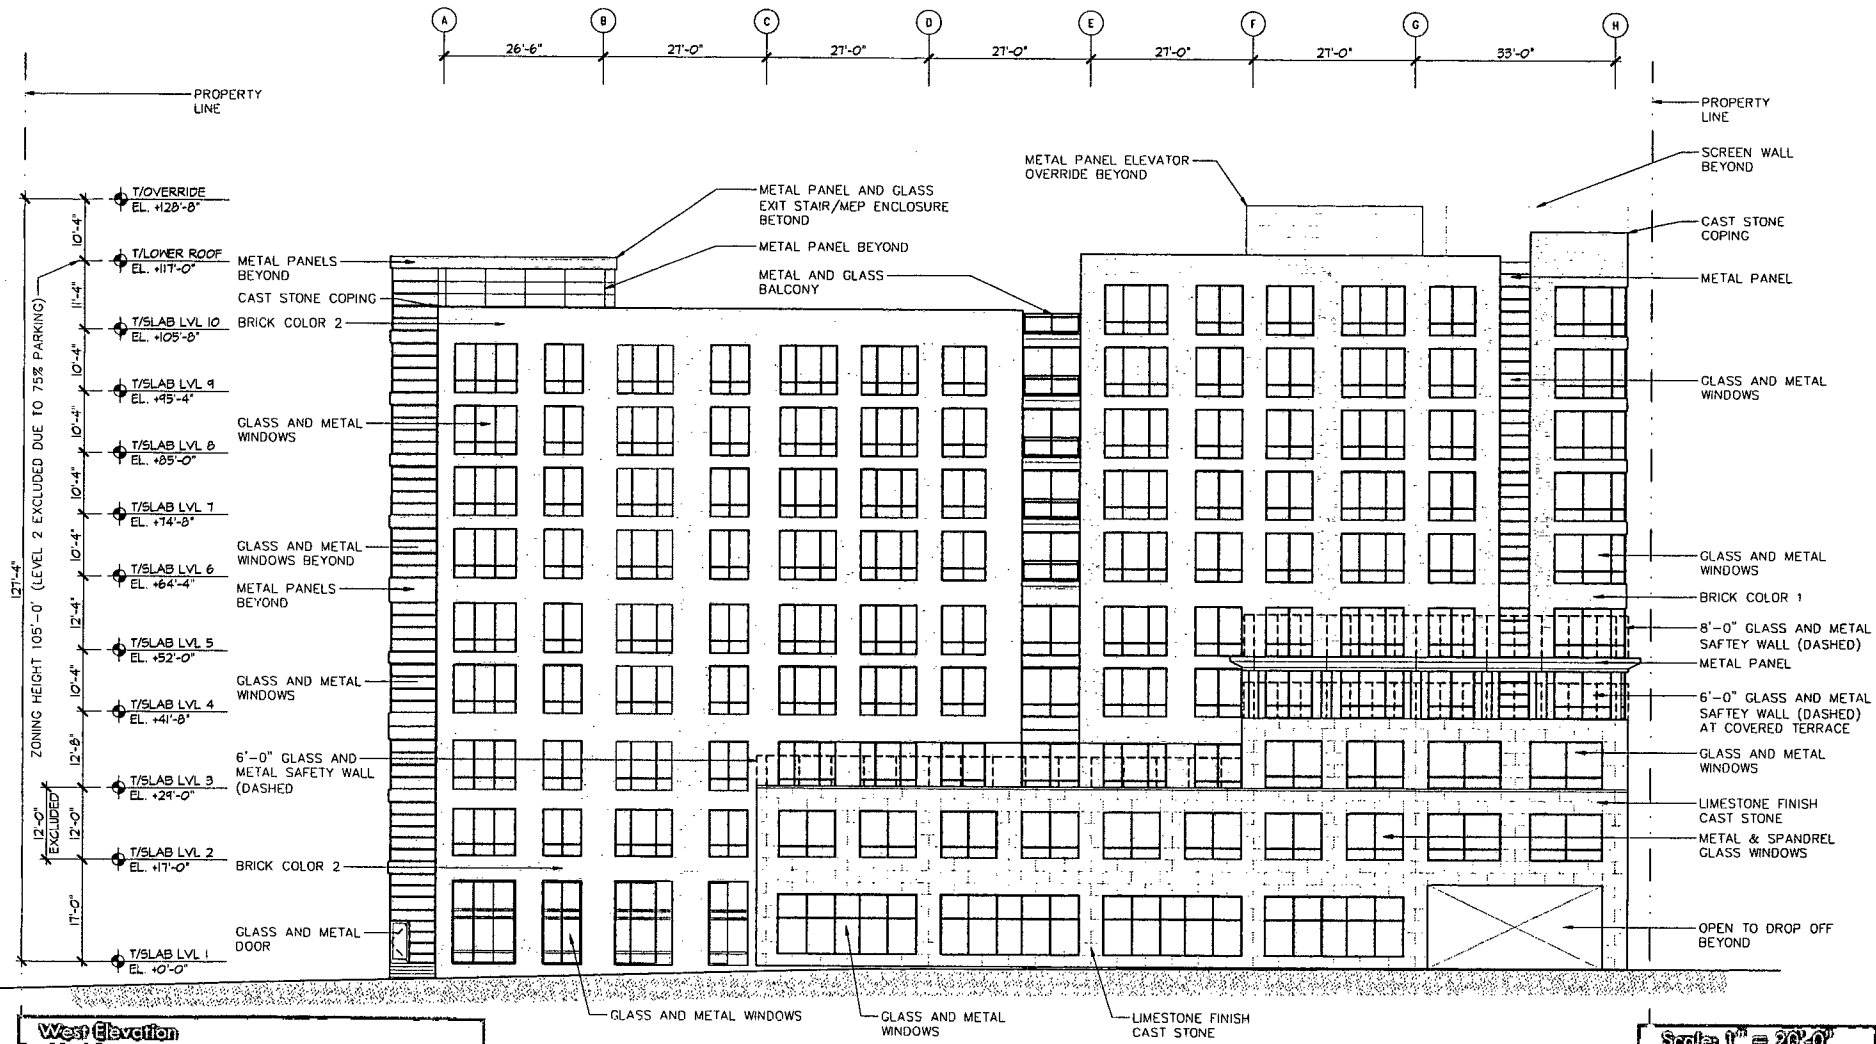 A B C D E F G H
26'-6" 27'-0" 27'-0" 27'-0" 27'-0" 27'-0" 33'-0"
PROPERTY
LINE
PROPERTY
LINE
METAL PANEL ELEVATOR
OVERRIDE BEYOND
SCREEN WALL
BEYOND
CAST STONE
COPING
METAL PANEL
GLASS AND METAL
WINDOWS
GLASS AND METAL
WINDOWS
BRICK COLOR 1
8'-0" GLASS AND METAL
SAFTEY WALL (DASHED)
METAL PANEL
6'-0" GLASS AND METAL
SAFTEY WALL (DASHED)
AT COVERED TERRACE
GLASS AND METAL
WINDOWS
LIMESTONE FINISH
CAST STONE
METAL & SPANDREL
GLASS WINDOWS
OPEN TO DROP OFF
BEYOND
METAL PANEL AND GLASS
EXIT STAIR/MEP ENCLOSURE
BETOND
METAL PANEL BEYOND
METAL AND GLASS
BALCONY
T/OVERRIDE
EL. +128'-8"
10'-4"
T/LOWER ROOF
EL. +117'-0"
11'-4"
T/SLAB LVL 10
EL. +105'-8"
10'-4"
T/SLAB LVL 9
EL. +95'-4"
10'-4"
T/SLAB LVL 8
EL. +85'-0"
10'-4"
T/SLAB LVL 7
EL. +74'-8"
10'-4"
T/SLAB LVL 6
EL. +64'-4"
12'-4"
T/SLAB LVL 5
EL. +52'-0"
10'-4"
T/SLAB LVL 4
EL. +41'-8"
12'-8"
T/SLAB LVL 3
EL. +29'-0"
12'-0"
T/SLAB LVL 2
EL. +17'-0"
17'-0"
T/SLAB LVL 1
EL. +0'-0"
127'-4"
ZONING HEIGHT 105'-0' (LEVEL 2 EXCLUDED DUE TO 75% PARKING)
12'-0"
EXCLUDED
METAL PANELS
BEYOND
CAST STONE COPING
BRICK COLOR 2
GLASS AND METAL
WINDOWS
GLASS AND METAL
WINDOWS BEYOND
METAL PANELS
BEYOND
GLASS AND METAL
WINDOWS
6'-0" GLASS AND
METAL SAFETY WALL
(DASHED
BRICK COLOR 2
GLASS AND METAL
DOOR
GLASS AND METAL WINDOWS
GLASS AND METAL
WINDOWS
LIMESTONE FINISH
CAST STONE
West Elevation
Scale: 1" = 20'-0"